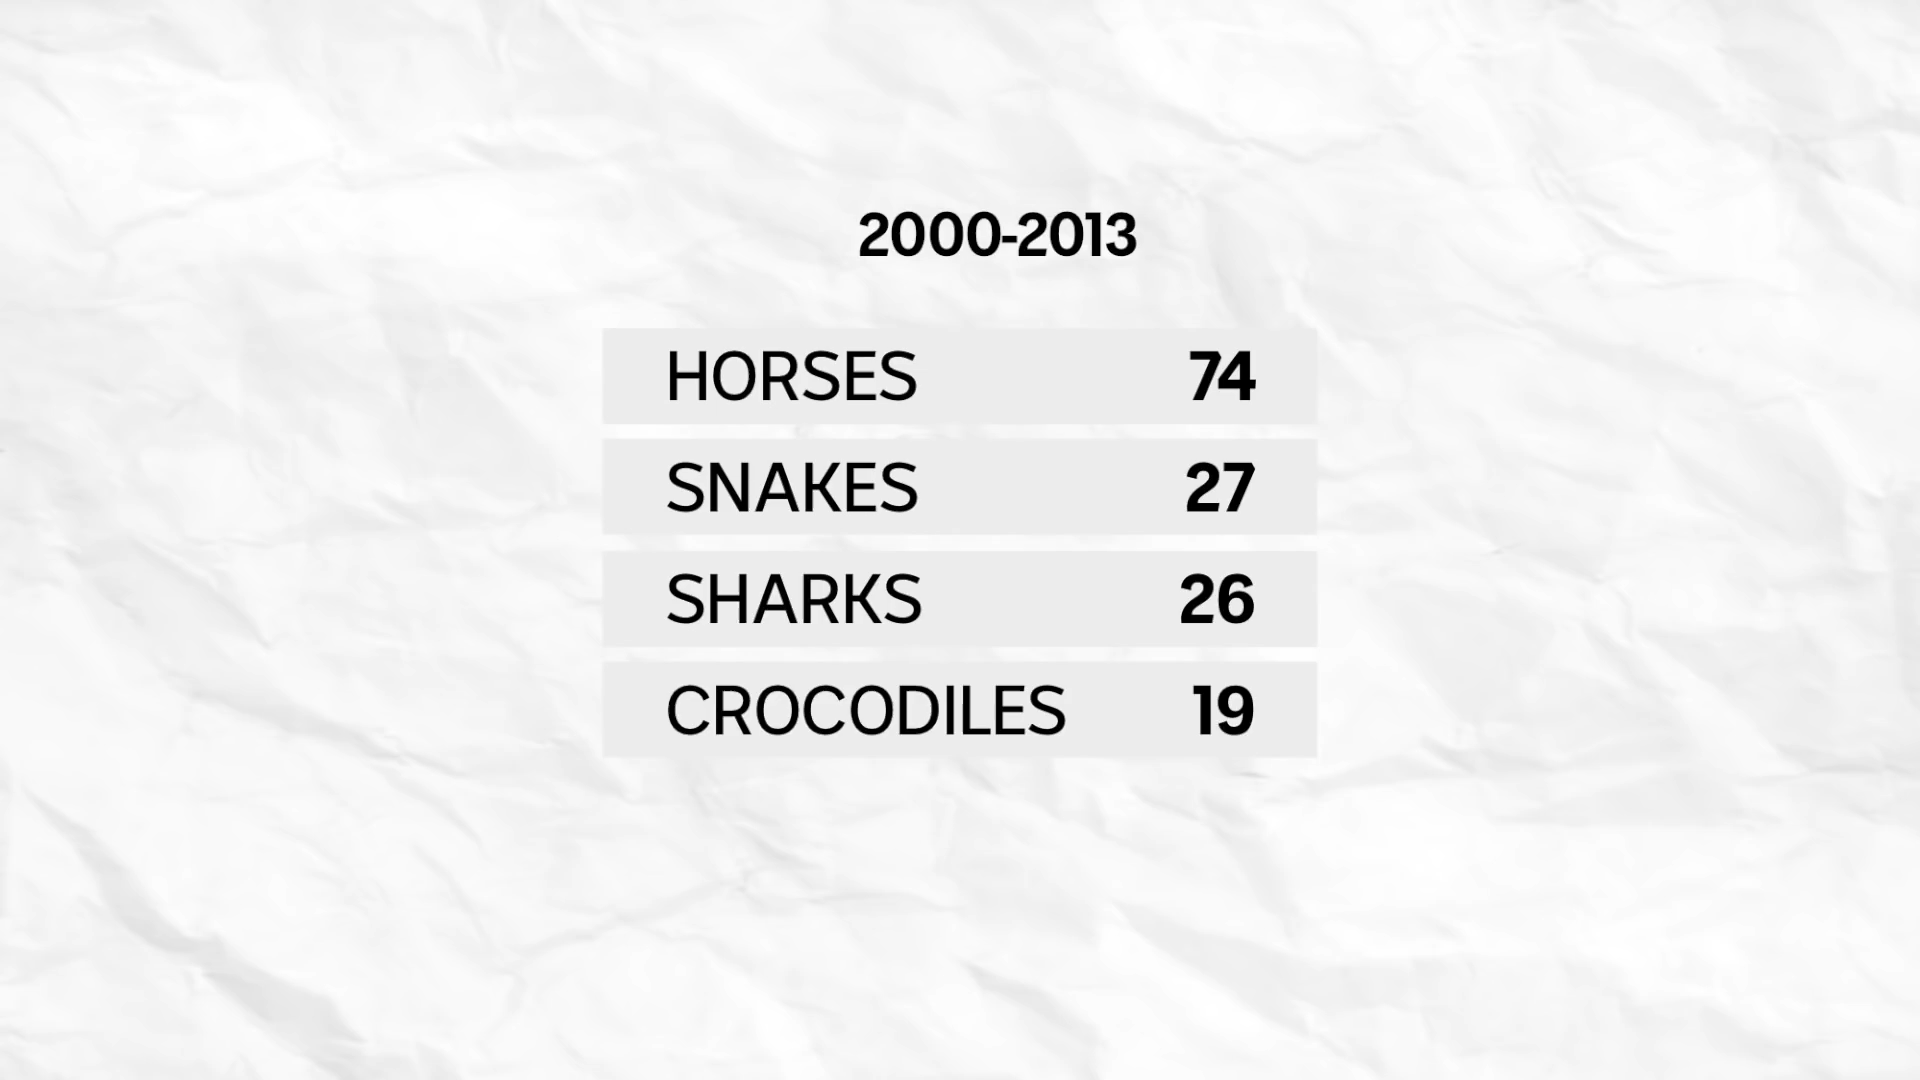 2000-2013
HORSES 74
SNAKES 27
SHARKS 26
CROCODILES 19